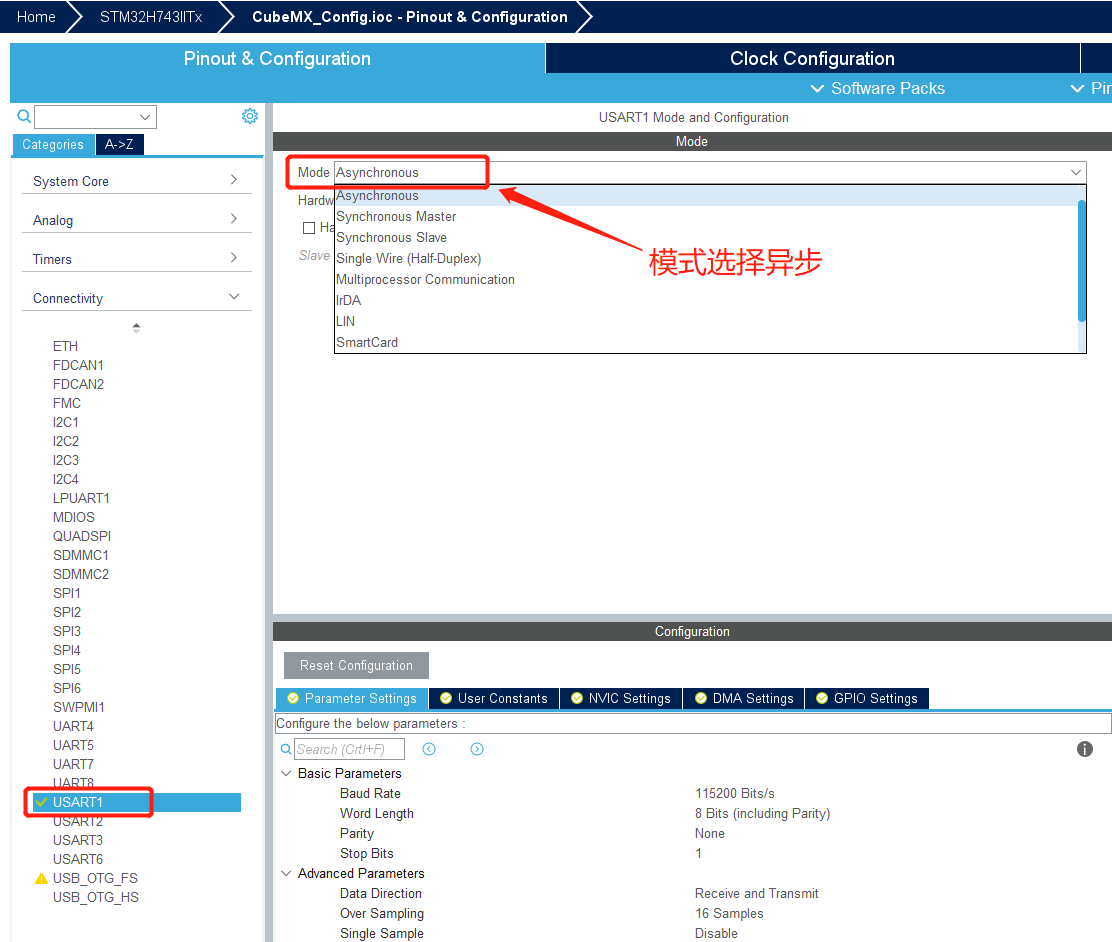 Home STM32H743IITx CubeMX_Config.ioc - Pinout & Configuration
Pinout & Configuration Clock Configuration
Software Packs Pin
Categories A->Z
System Core
Analog
Timers
Connectivity
ETH
FDCAN1
FDCAN2
FMC
I2C1
I2C2
I2C3
I2C4
LPUART1
MDIOS
QUADSPI
SDMMC1
SDMMC2
SPI1
SPI2
SPI3
SPI4
SPI5
SPI6
SWPMI1
UART4
UART5
UART7
UART8
USART1
USART2
USART3
USART6
USB_OTG_FS
USB_OTG_HS
USART1 Mode and Configuration
Mode
Mode Asynchronous
Hardw
Asynchronous
Synchronous Master
Ha
Synchronous Slave
Slave
Single Wire (Half-Duplex)
Multiprocessor Communication
IrDA
LIN
SmartCard
模式选择异步
Configuration
Reset Configuration
Parameter Settings User Constants NVIC Settings DMA Settings GPIO Settings
Configure the below parameters :
Search (Crtl+F)
Basic Parameters
Baud Rate 115200 Bits/s
Word Length 8 Bits (including Parity)
Parity None
Stop Bits 1
Advanced Parameters
Data Direction Receive and Transmit
Over Sampling 16 Samples
Single Sample Disable